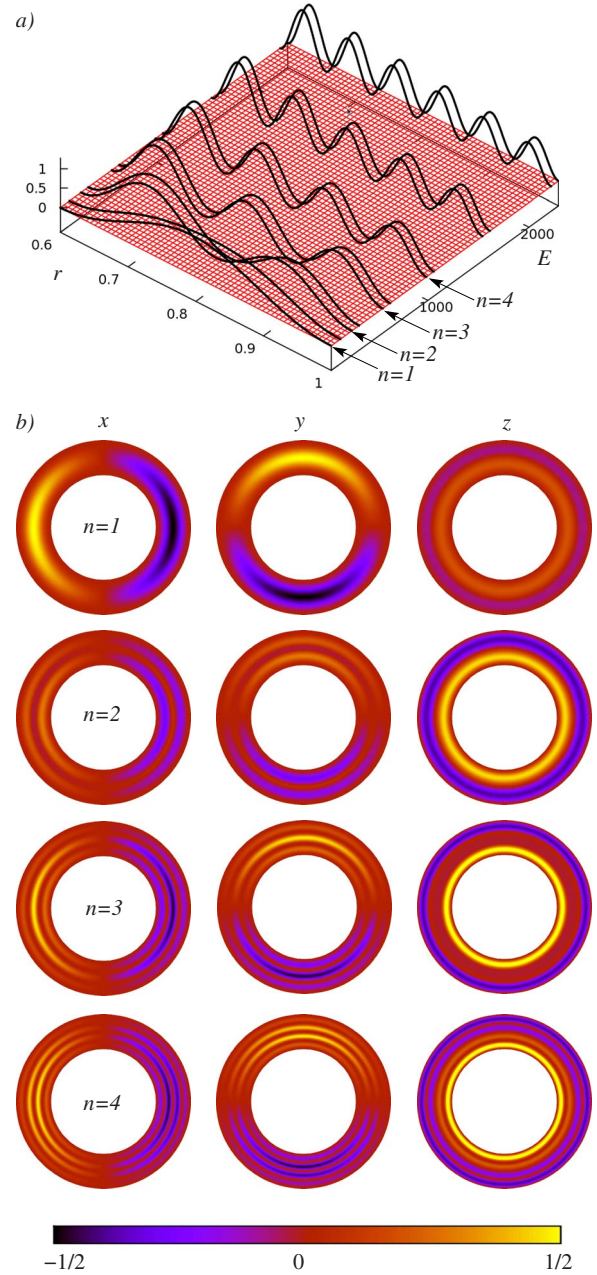 a)
1
0.5
0
0.6
0.7
0.8
0.9
1
r
1000
2000
E
n=4
n=3
n=2
n=1
b)
x y z
n=1
n=2
n=3
n=4
−1/2 0 1/2